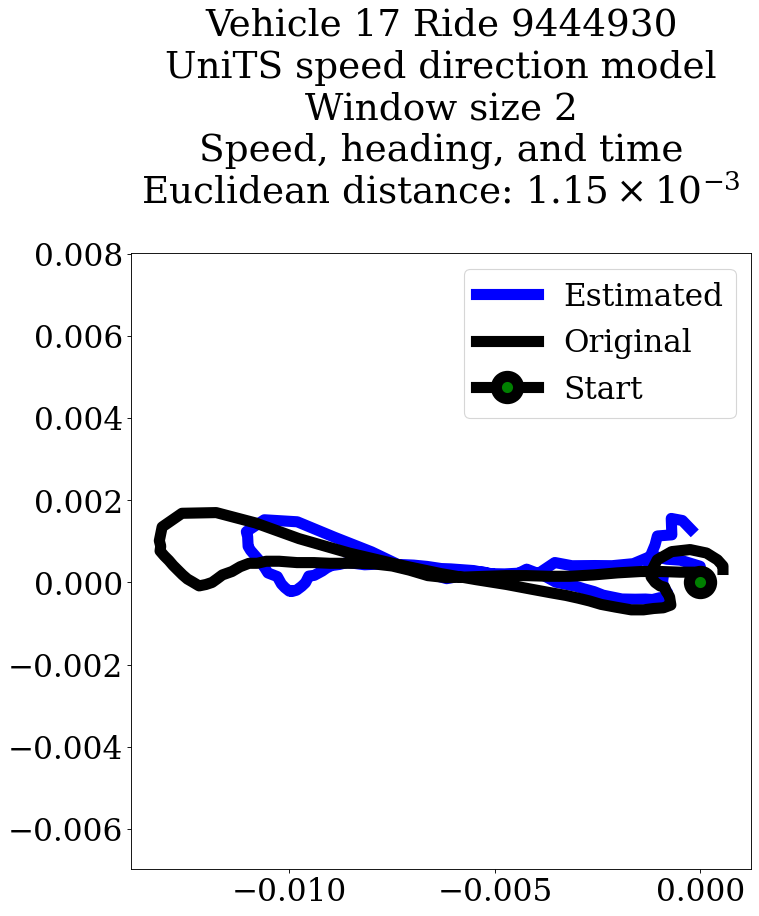 Vehicle 17 Ride 9444930
UniTS speed direction model
Window size 2
Speed, heading, and time
Euclidean distance: 1.15 × 10⁻³
0.008
Estimated
0.006
Original
Start
0.004
0.002
0.000
−0.002
−0.004
−0.006
−0.010 −0.005 0.000